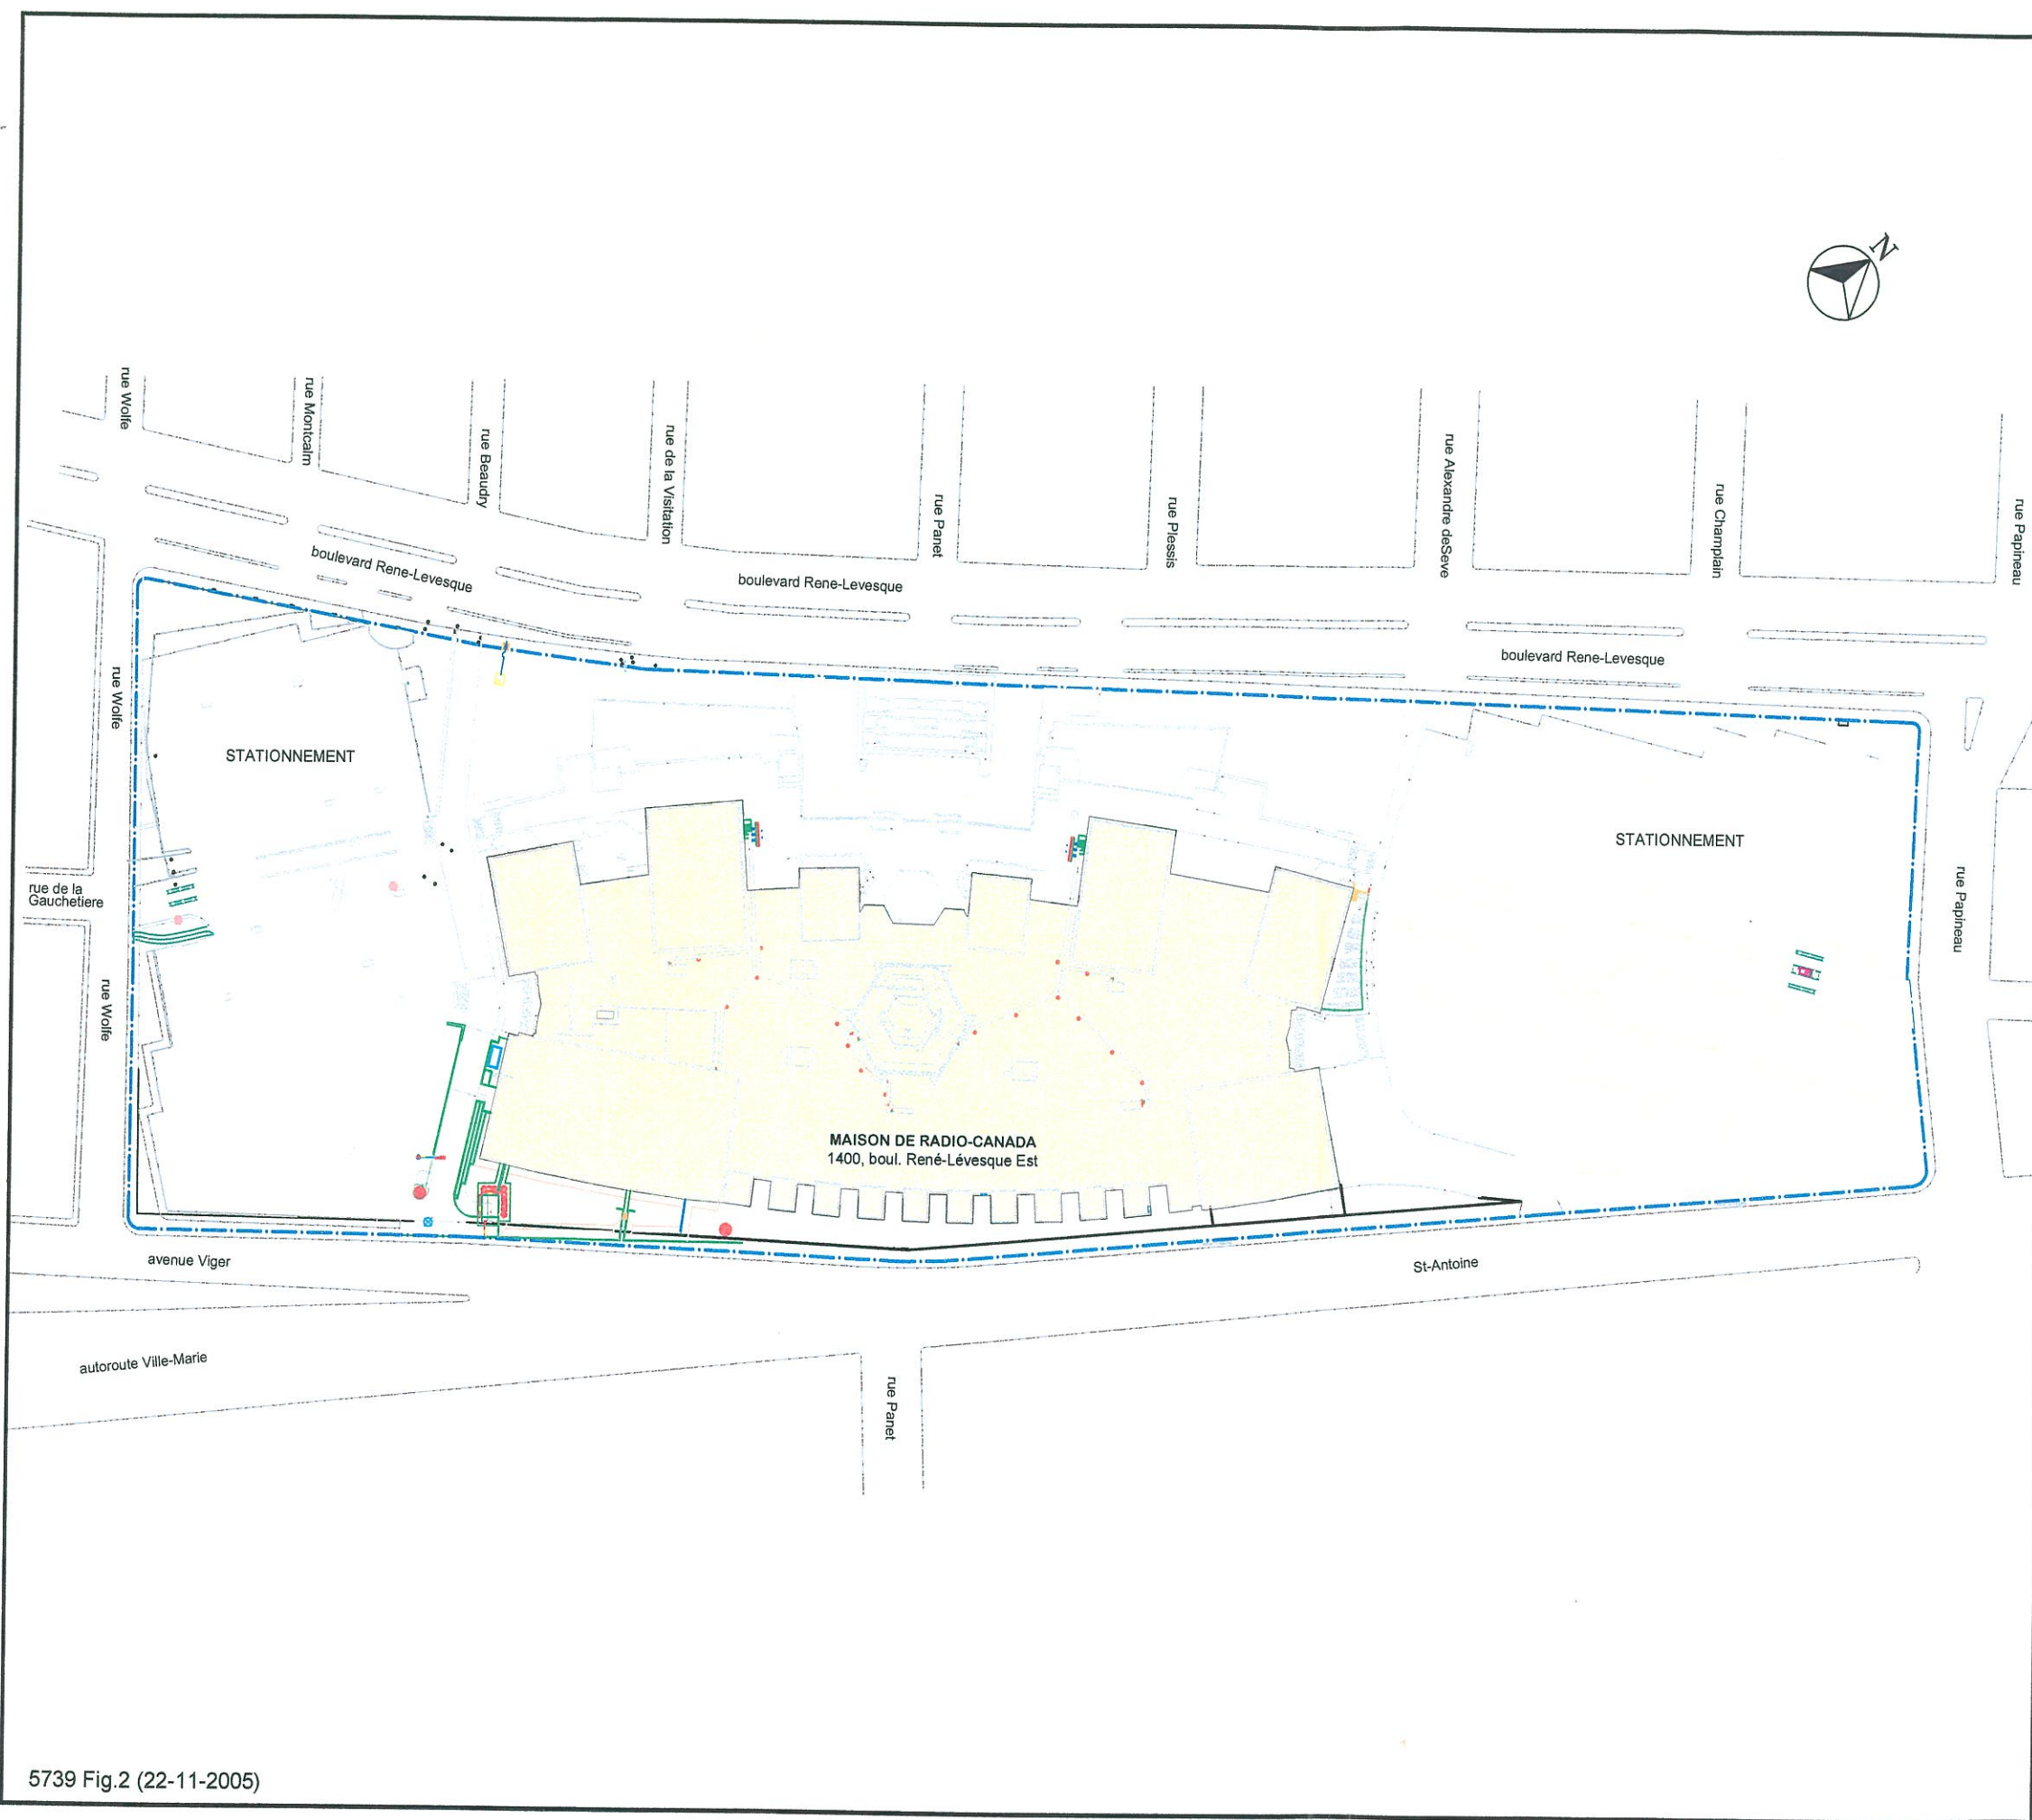 N
rue Wolfe
rue Montcalm
rue Beaudry
rue de la Visitation
rue Panet
rue Plessis
rue Alexandre deSeve
rue Champlain
rue Papineau
boulevard Rene-Levesque
boulevard Rene-Levesque
boulevard Rene-Levesque
rue Wolfe
STATIONNEMENT
STATIONNEMENT
rue de la
Gauchetiere
rue Papineau
rue Wolfe
MAISON DE RADIO-CANADA
1400, boul. René-Lévesque Est
avenue Viger
St-Antoine
autoroute Ville-Marie
rue Panet
5739 Fig.2 (22-11-2005)